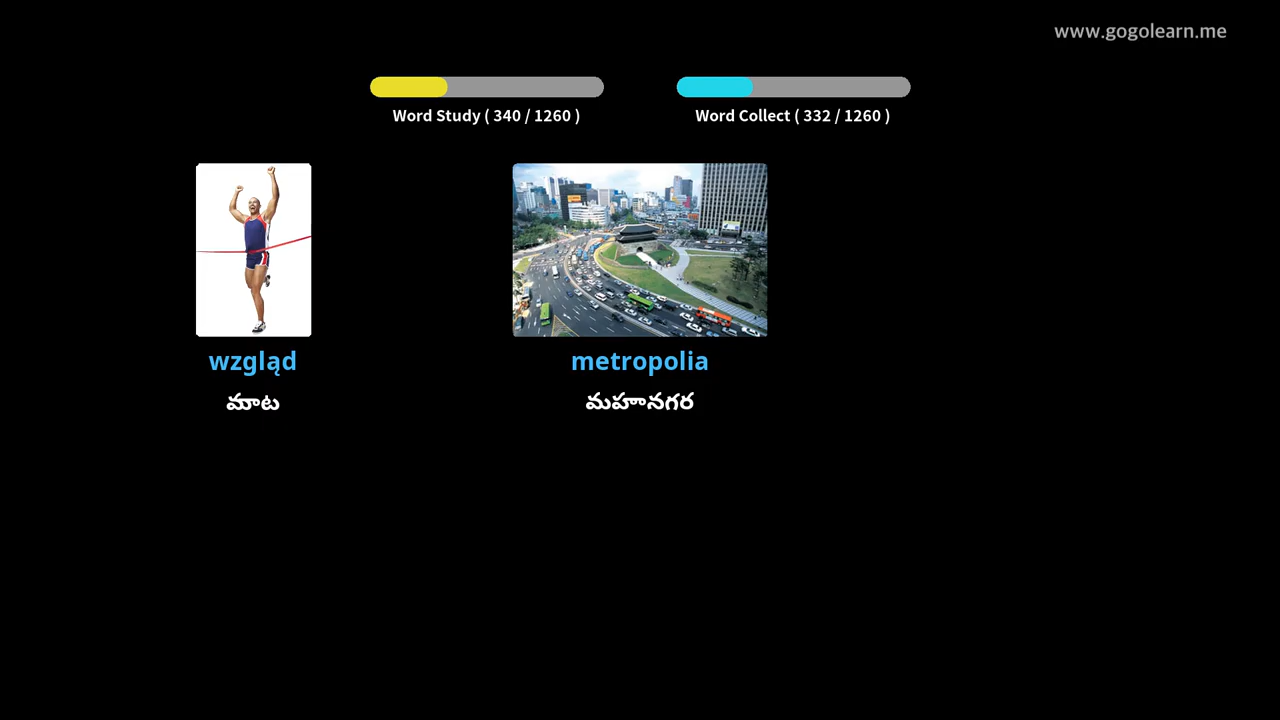 www.gogolearn.me
Word Study ( 340 / 1260 )
Word Collect ( 332 / 1260 )
wzgląd
మాట
metropolia
మహానగర